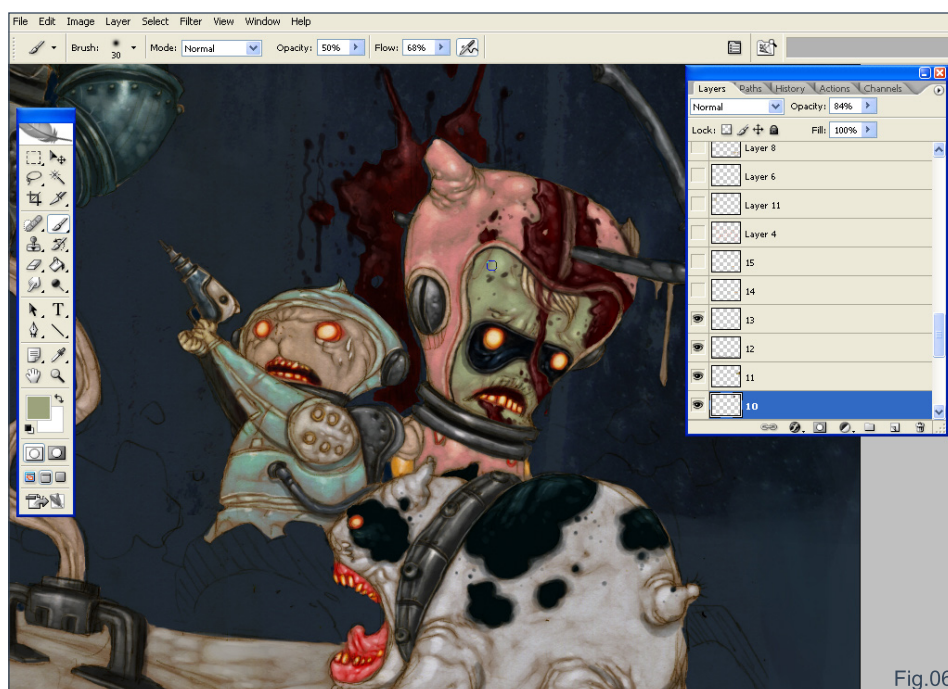 File Edit Image Layer Select Filter View Window Help
Brush: 30 Mode: Normal Opacity: 50% Flow: 68%
Layers Paths History Actions Channels
Normal Opacity: 84%
Lock: Fill: 100%
Layer 8
Layer 6
Layer 11
Layer 4
15
14
13
12
11
10
T
Fig.06